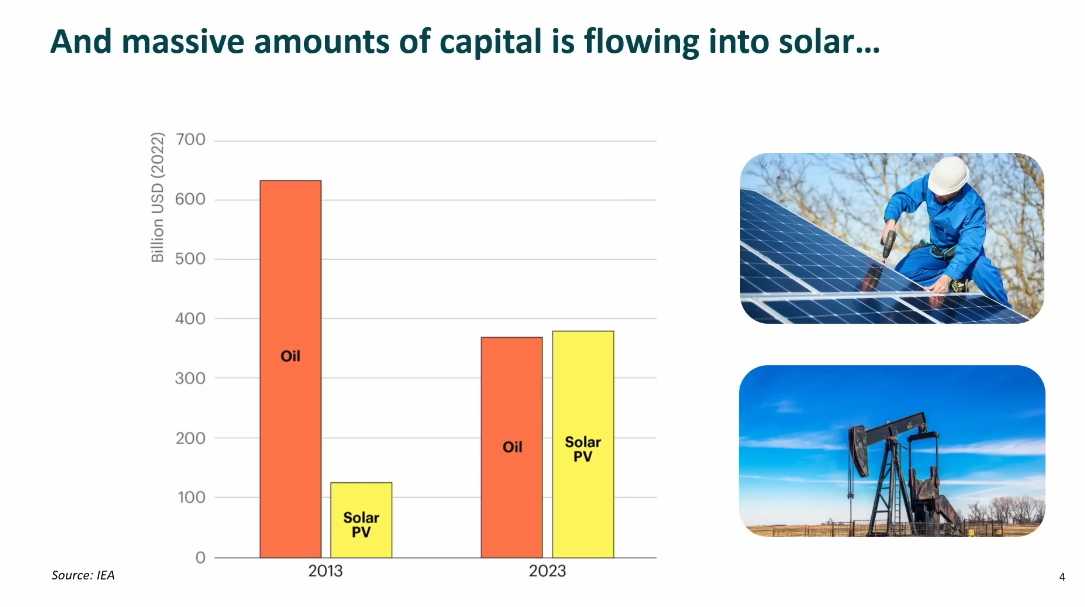 And massive amounts of capital is flowing into solar…
Billion USD (2022)
700
600
500
400
300
200
100
0
Oil
Solar
PV
Oil
Solar
PV
2013
2023
Source: IEA
4